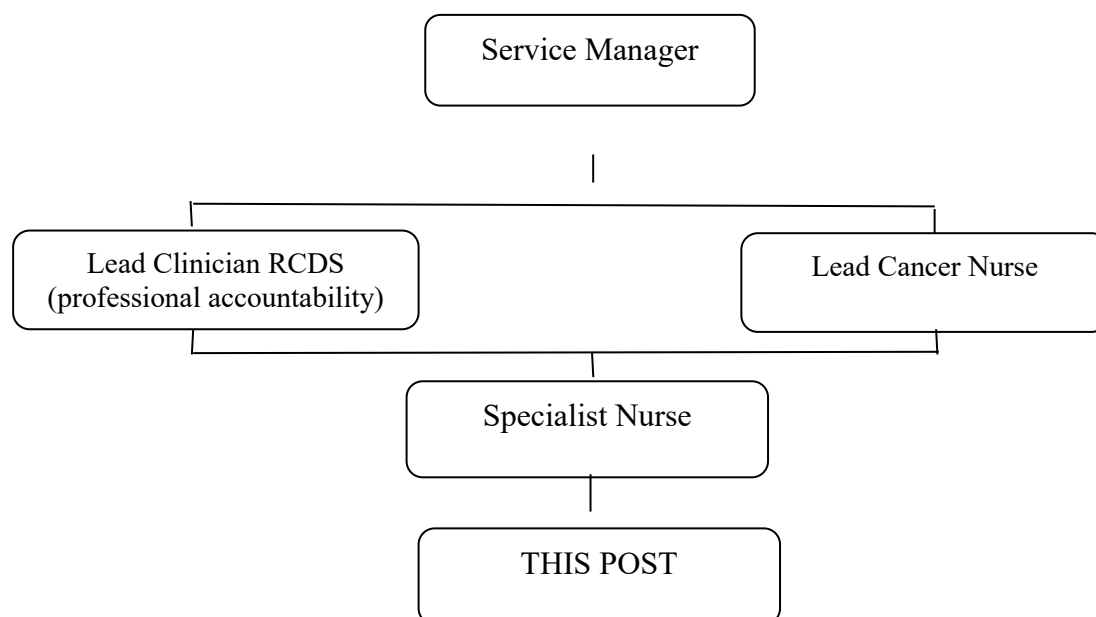 Service Manager
Lead Clinician RCDS
(professional accountability)
Lead Cancer Nurse
Specialist Nurse
THIS POST